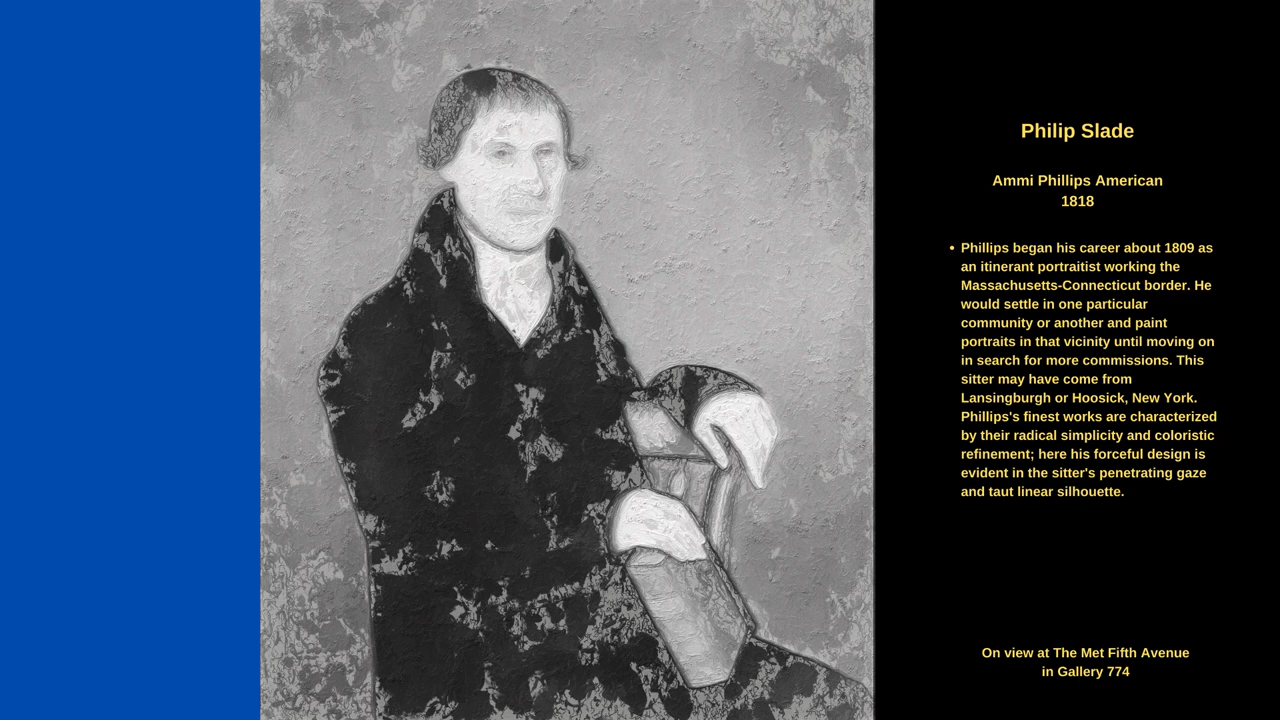 Philip Slade
Ammi Phillips American
1818
• Phillips began his career about 1809 as
an itinerant portraitist working the
Massachusetts-Connecticut border. He
would settle in one particular
community or another and paint
portraits in that vicinity until moving on
in search for more commissions. This
sitter may have come from
Lansingburgh or Hoosick, New York.
Phillips's finest works are characterized
by their radical simplicity and coloristic
refinement; here his forceful design is
evident in the sitter's penetrating gaze
and taut linear silhouette.
On view at The Met Fifth Avenue
in Gallery 774